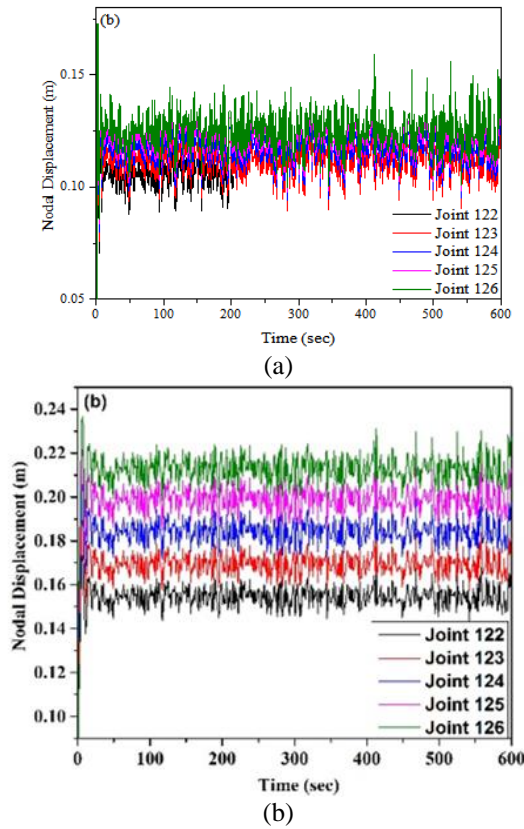 (b)
Nodal Displacement (m)
0.15
0.10
0.05
Joint 122
Joint 123
Joint 124
Joint 125
Joint 126
0 100 200 300 400 500 600
Time (sec)
(a)
(b)
Nodal Displacement (m)
0.24
0.22
0.20
0.18
0.16
0.14
0.12
0.10
Joint 122
Joint 123
Joint 124
Joint 125
Joint 126
0 100 200 300 400 500 600
Time (sec)
(b)